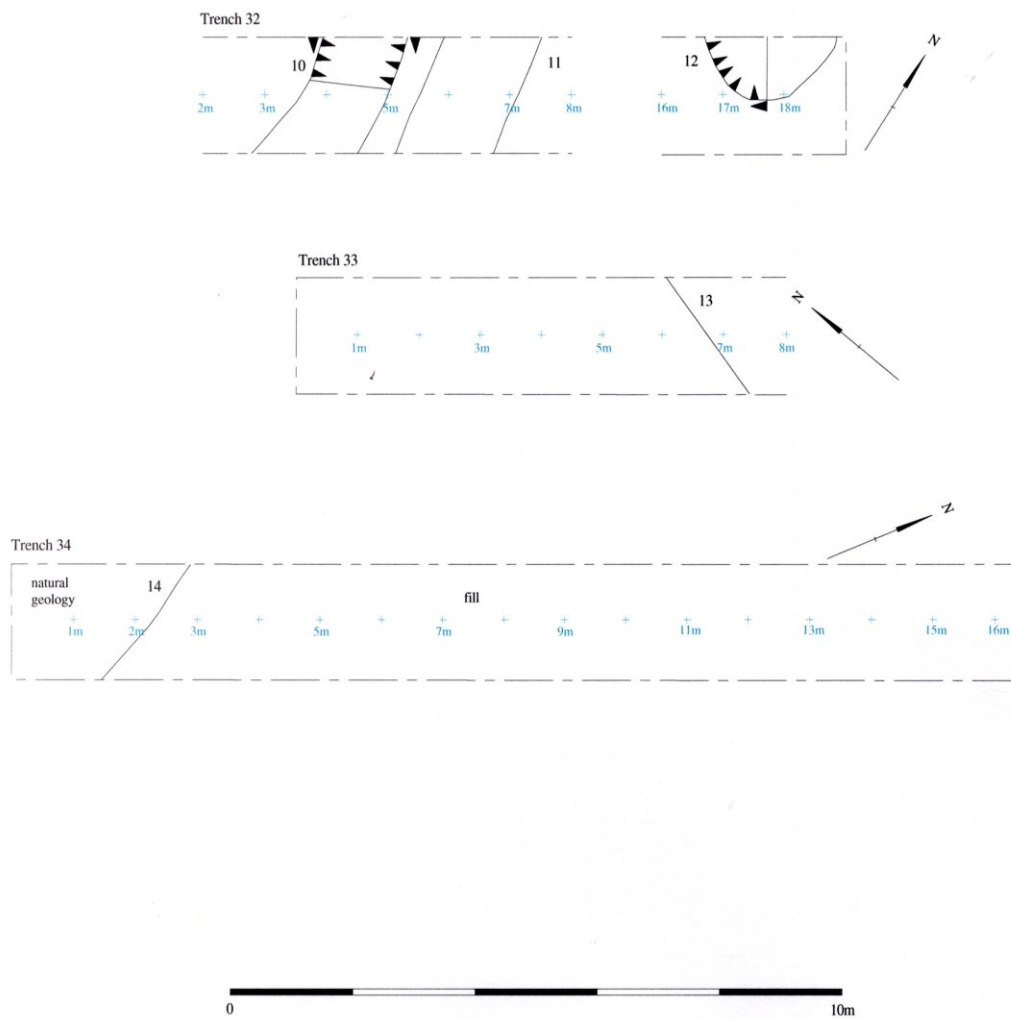 Trench 32
N
10
11
12
2m 3m 5m 7m 8m 16m 17m 18m
Trench 33
N
13
1m 3m 5m 7m 8m
N
Trench 34
natural
geology
14
fill
1m 2m 3m 5m 7m 9m 11m 13m 15m 16m
0 10m